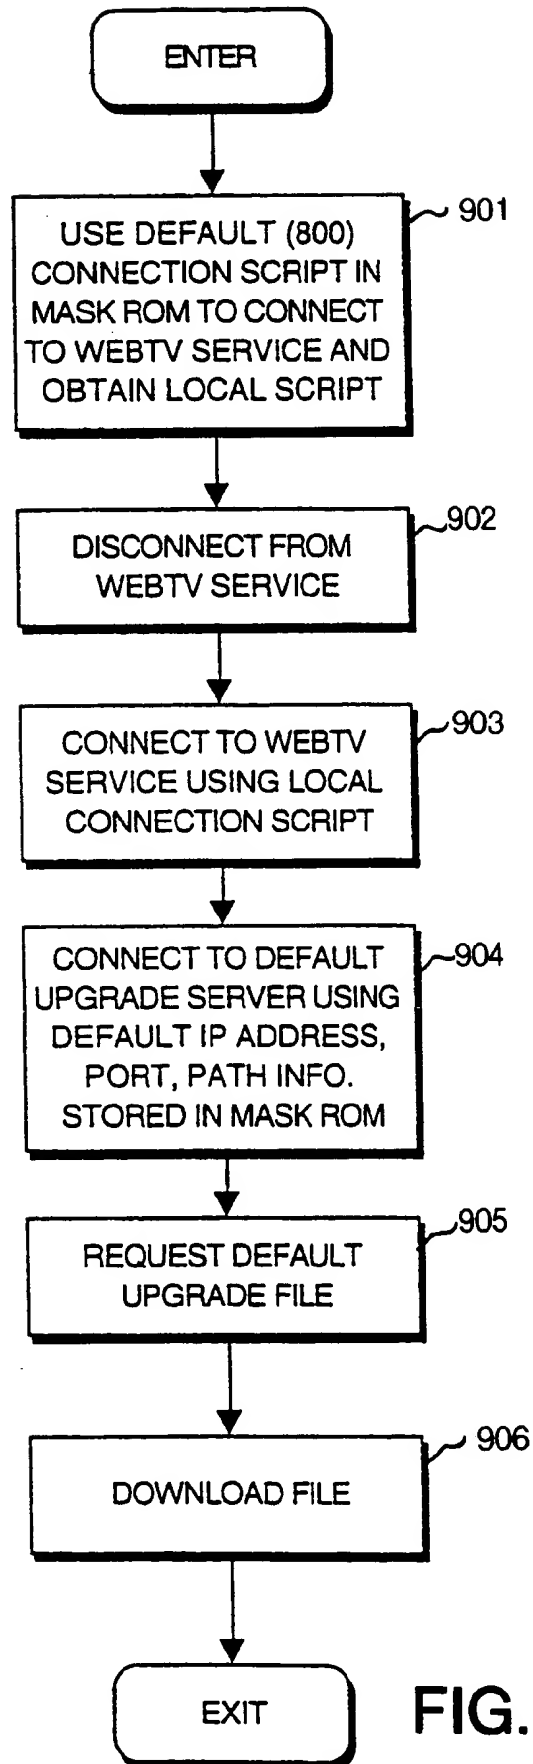 ENTER
901
USE DEFAULT (800)
CONNECTION SCRIPT IN
MASK ROM TO CONNECT
TO WEBTV SERVICE AND
OBTAIN LOCAL SCRIPT
902
DISCONNECT FROM
WEBTV SERVICE
903
CONNECT TO WEBTV
SERVICE USING LOCAL
CONNECTION SCRIPT
904
CONNECT TO DEFAULT
UPGRADE SERVER USING
DEFAULT IP ADDRESS,
PORT, PATH INFO.
STORED IN MASK ROM
905
REQUEST DEFAULT
UPGRADE FILE
906
DOWNLOAD FILE
EXIT
FIG.